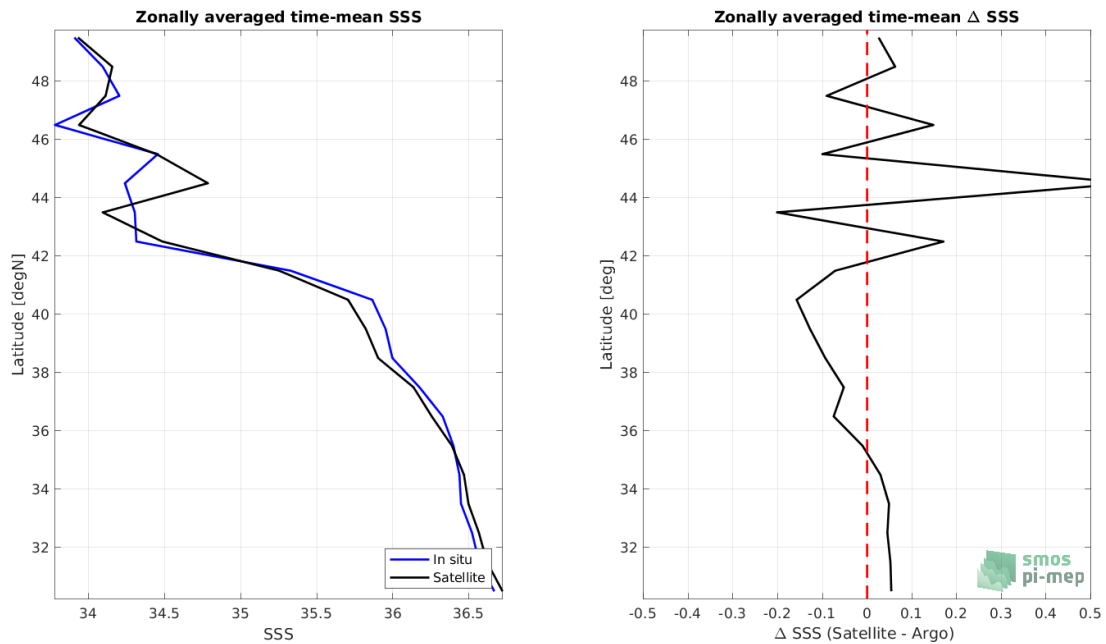 Zonally averaged time-mean SSS
Latitude [degN]
48
46
44
42
40
38
36
34
32
34 34.5 35 35.5 36 36.5
SSS
In situ
Satellite
Zonally averaged time-mean Δ SSS
Latitude [deg]
48
46
44
42
40
38
36
34
32
-0.5 -0.4 -0.3 -0.2 -0.1 0 0.1 0.2 0.3 0.4 0.5
Δ SSS (Satellite - Argo)
smos
pi-mep